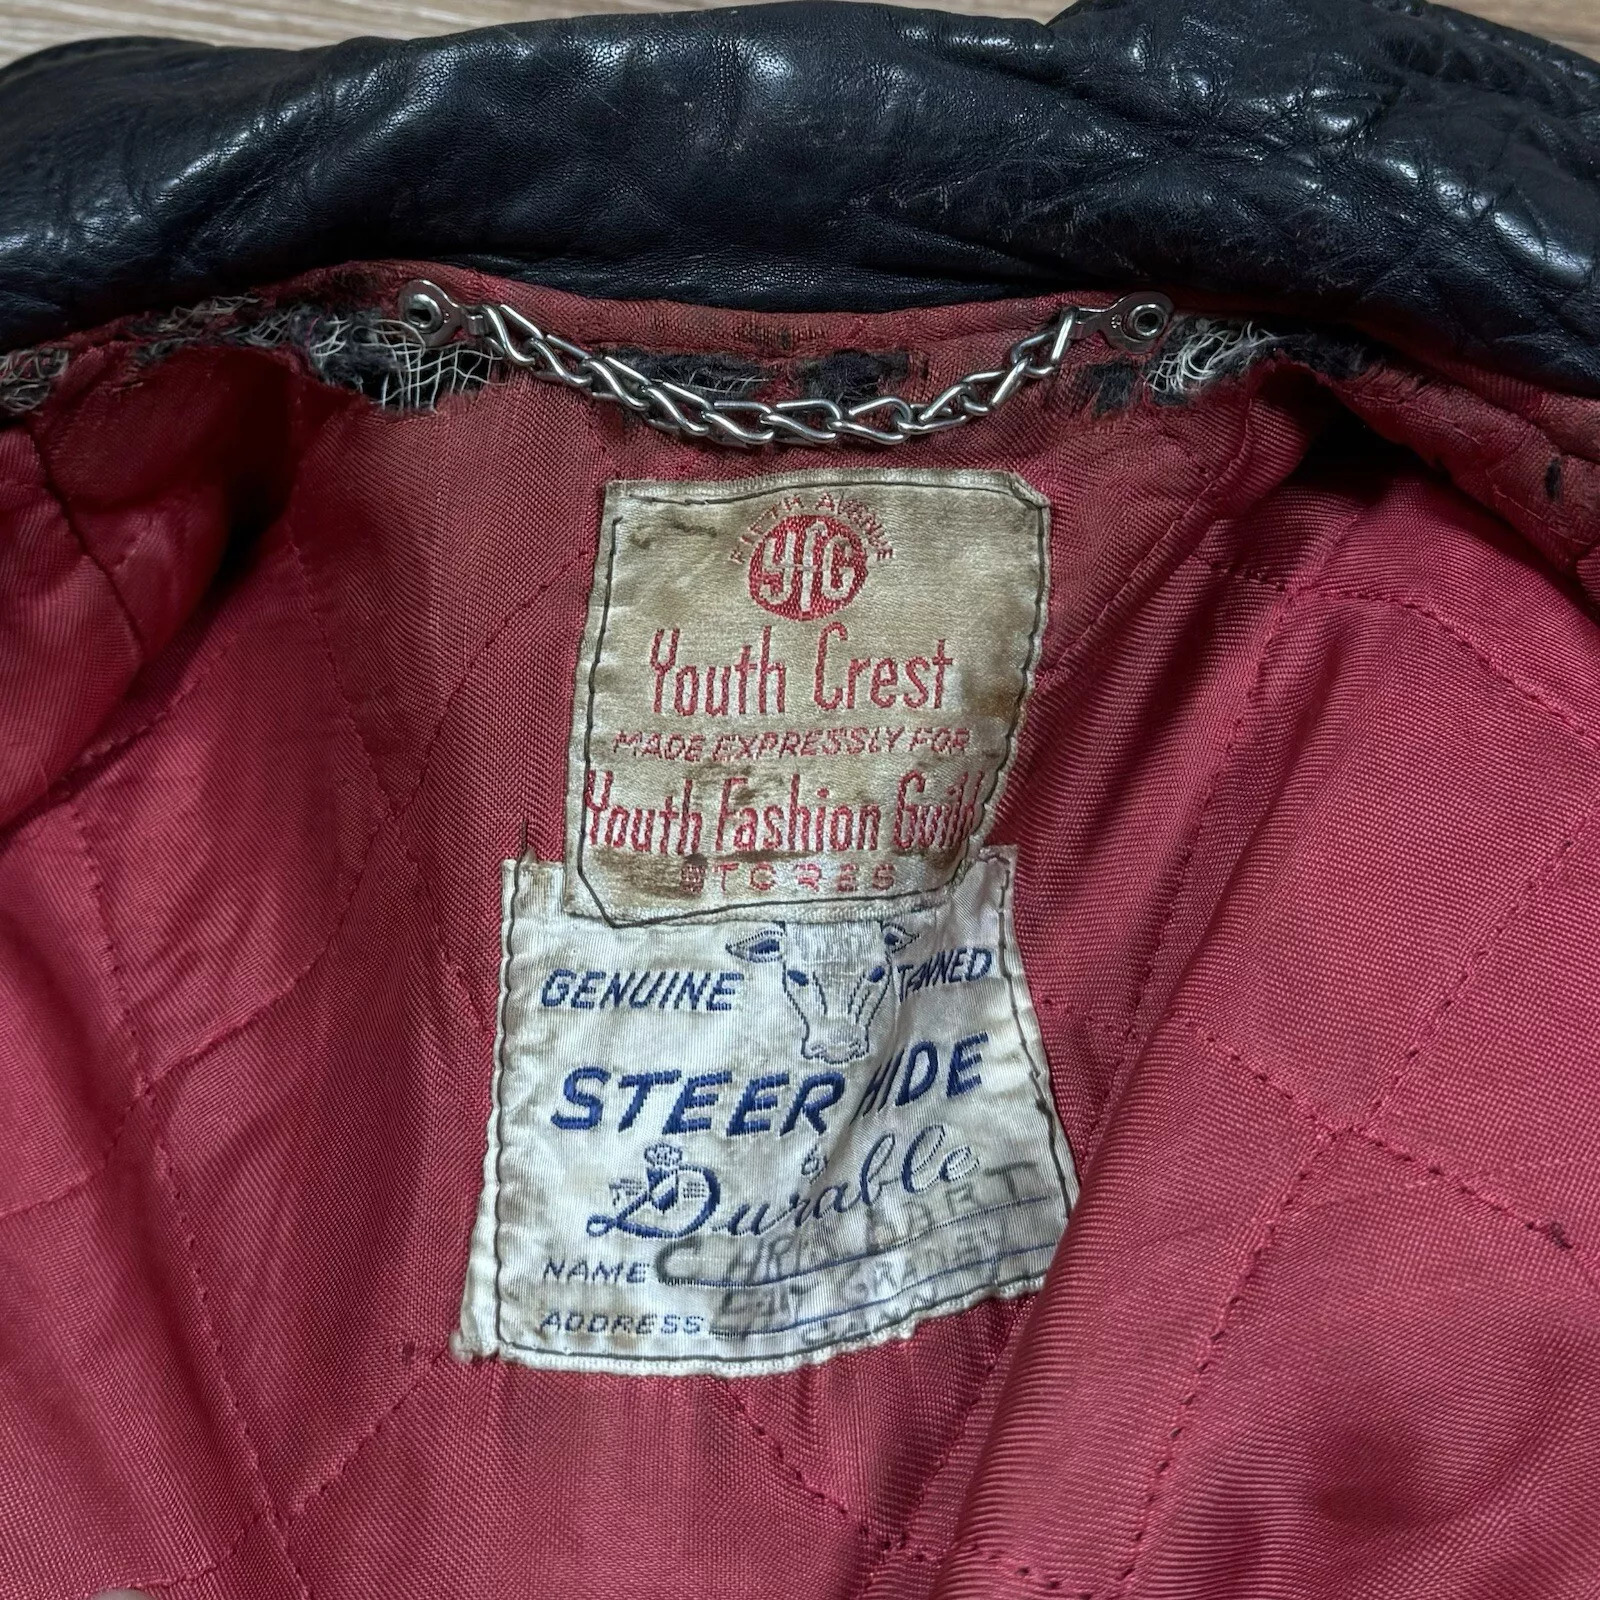 FIFTH AVENUE
YFG
Youth Crest
MADE EXPRESSLY FOR
Youth Fashion Guild
STORES
GENUINE TANNED
STEER HIDE
by
Durable
NAME
ADDRESS